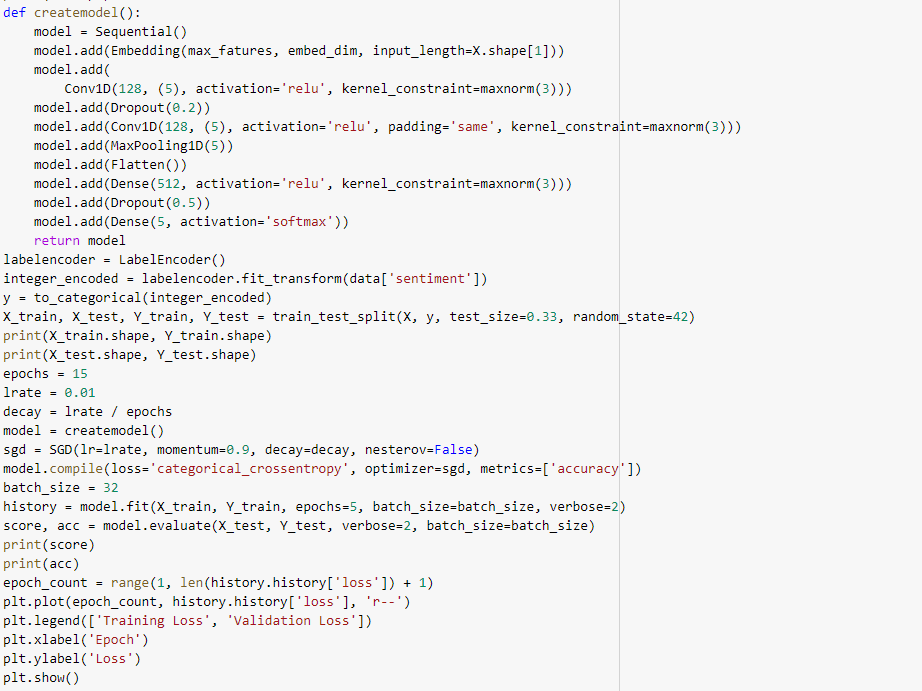 def createmodel():
    model = Sequential()
    model.add(Embedding(max_fatures, embed_dim, input_length=X.shape[1]))
    model.add(
        Conv1D(128, (5), activation='relu', kernel_constraint=maxnorm(3)))
    model.add(Dropout(0.2))
    model.add(Conv1D(128, (5), activation='relu', padding='same', kernel_constraint=maxnorm(3)))
    model.add(MaxPooling1D(5))
    model.add(Flatten())
    model.add(Dense(512, activation='relu', kernel_constraint=maxnorm(3)))
    model.add(Dropout(0.5))
    model.add(Dense(5, activation='softmax'))
    return model
labelencoder = LabelEncoder()
integer_encoded = labelencoder.fit_transform(data['sentiment'])
y = to_categorical(integer_encoded)
X_train, X_test, Y_train, Y_test = train_test_split(X, y, test_size=0.33, random_state=42)
print(X_train.shape, Y_train.shape)
print(X_test.shape, Y_test.shape)
epochs = 15
lrate = 0.01
decay = lrate / epochs
model = createmodel()
sgd = SGD(lr=lrate, momentum=0.9, decay=decay, nesterov=False)
model.compile(loss='categorical_crossentropy', optimizer=sgd, metrics=['accuracy'])
batch_size = 32
history = model.fit(X_train, Y_train, epochs=5, batch_size=batch_size, verbose=2)
score, acc = model.evaluate(X_test, Y_test, verbose=2, batch_size=batch_size)
print(score)
print(acc)
epoch_count = range(1, len(history.history['loss']) + 1)
plt.plot(epoch_count, history.history['loss'], 'r--')
plt.legend(['Training Loss', 'Validation Loss'])
plt.xlabel('Epoch')
plt.ylabel('Loss')
plt.show()